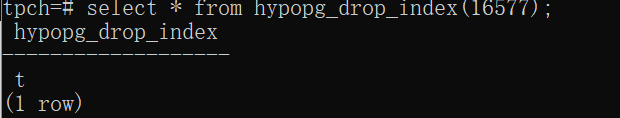 tpch=# select * from hypopg_drop_index(16577);
hypopg_drop_index
-------------------
t
(1 row)